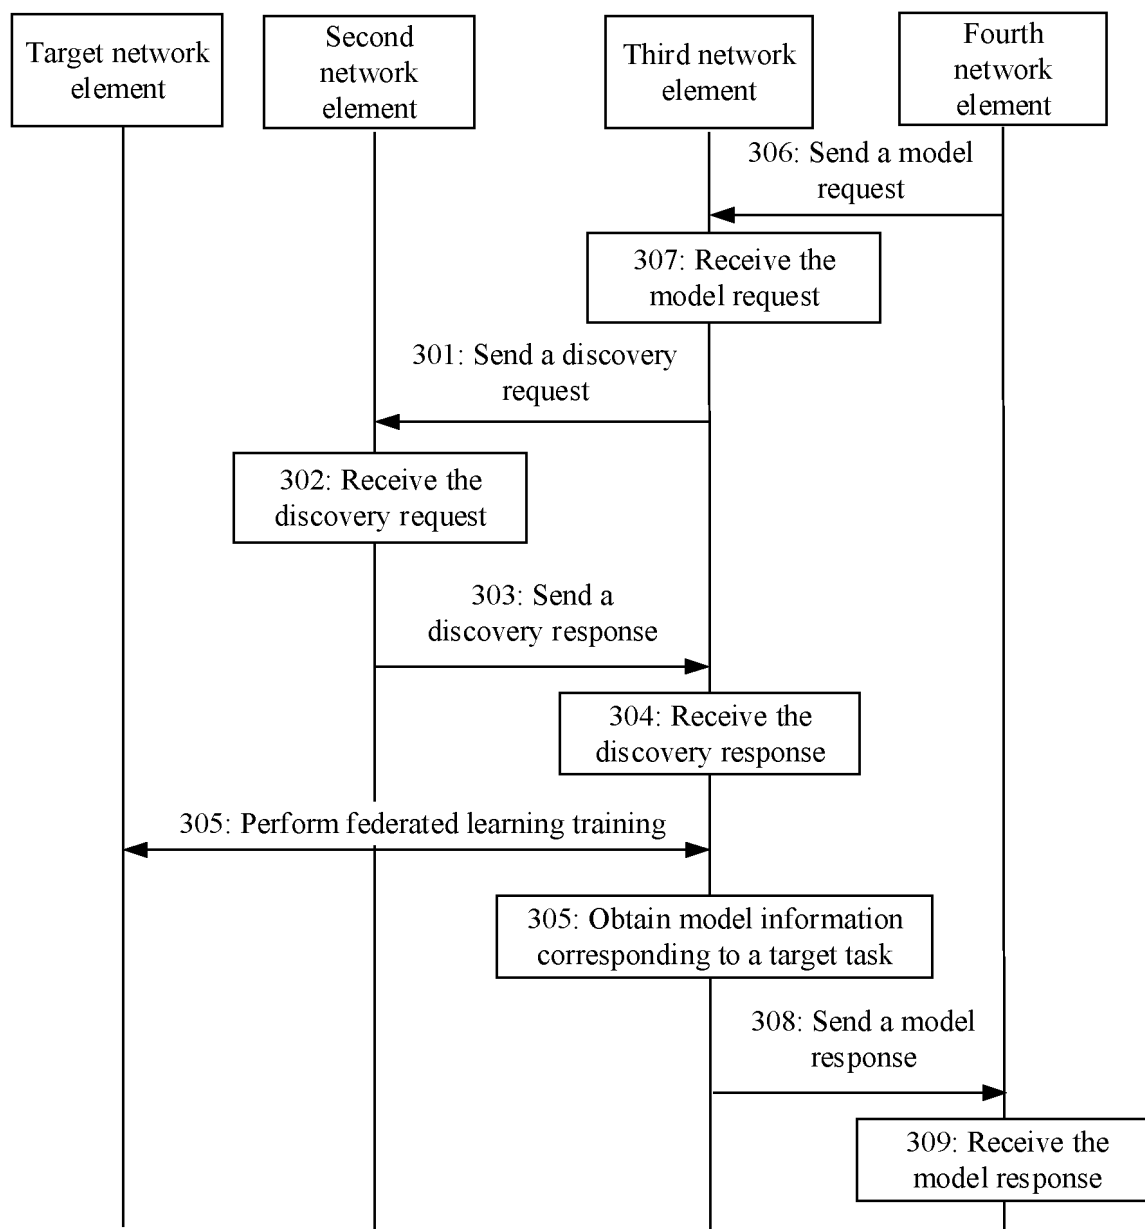 Target network
element
Second
network
element
Third network
element
Fourth
network
element
306: Send a model
request
307: Receive the
model request
301: Send a discovery
request
302: Receive the
discovery request
303: Send a
discovery response
304: Receive the
discovery response
305: Perform federated learning training
305: Obtain model information
corresponding to a target task
308: Send a model
response
309: Receive the
model response